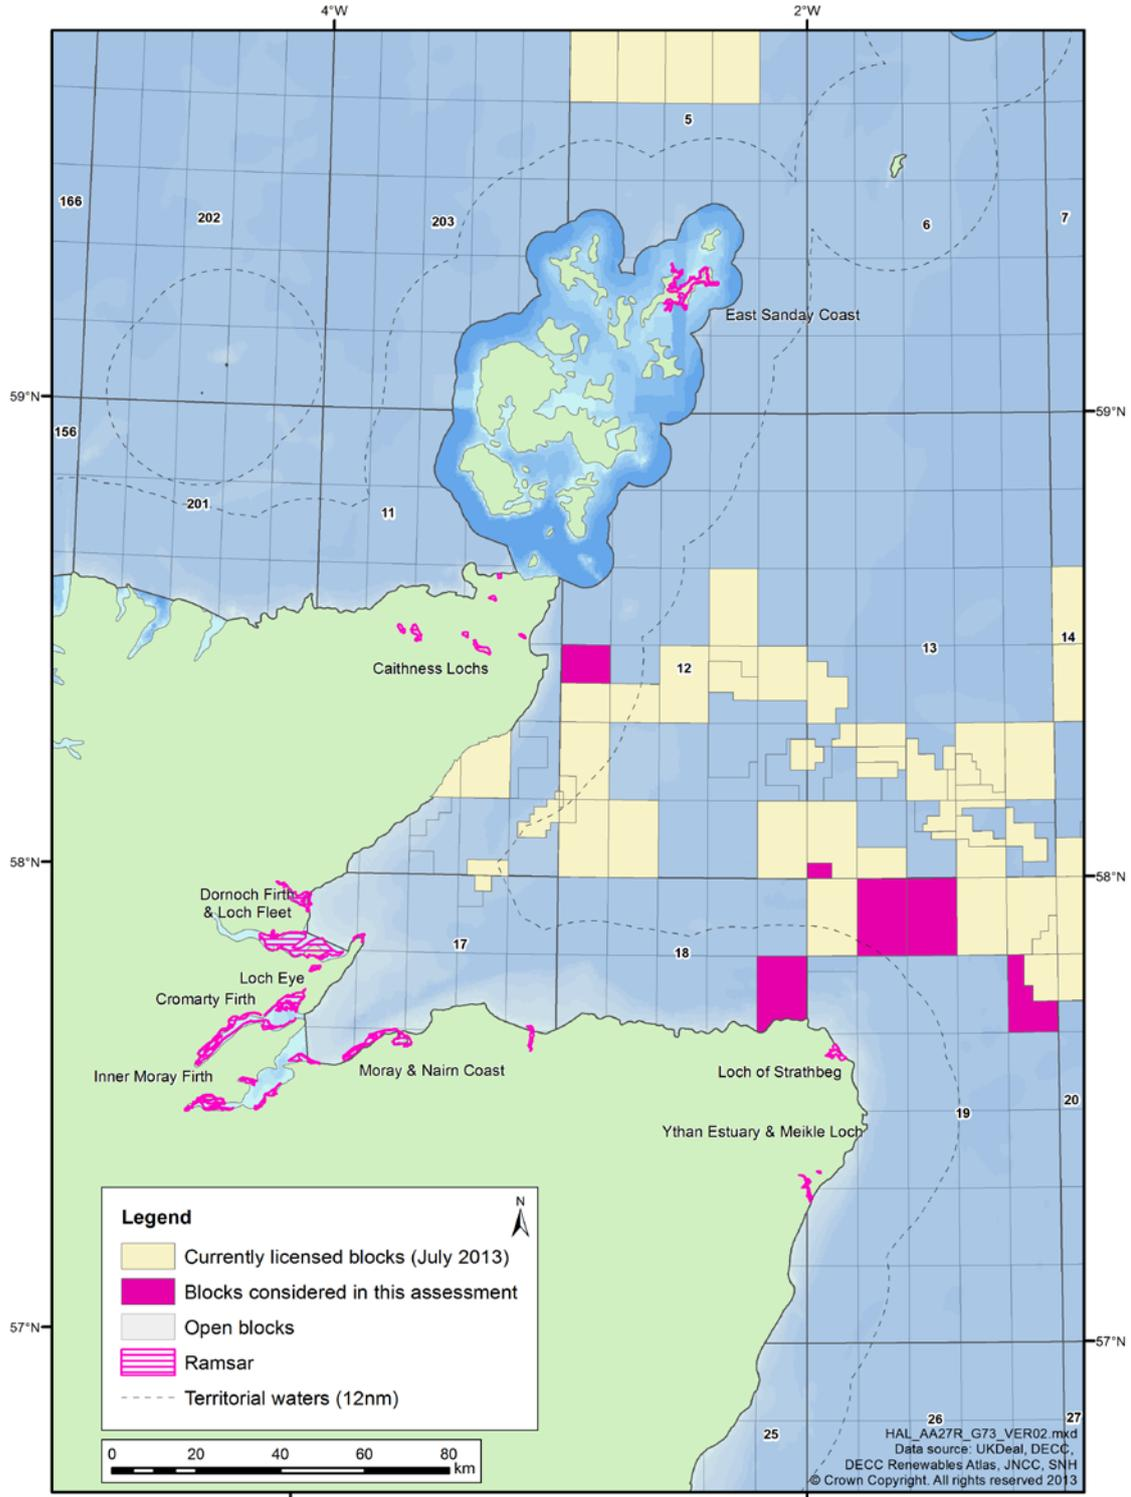 4°W
2°W
5
166
202
203
6
7
East Sanday Coast
59°N
59°N
156
201
11
14
13
12
Caithness Lochs
58°N
58°N
Dornoch Firth
& Loch Fleet
17
18
Loch Eye
Cromarty Firth
Moray & Nairn Coast
Loch of Strathbeg
Inner Moray Firth
20
19
Ythan Estuary & Meikle Loch
N
Legend
Currently licensed blocks (July 2013)
Blocks considered in this assessment
Open blocks
Ramsar
Territorial waters (12nm)
57°N
57°N
0 20 40 60 80
km
25
26
27
HAL_AA27R_G73_VER02.mxd
Data source: UKDeal, DECC,
DECC Renewables Atlas, JNCC, SNH
© Crown Copyright. All rights reserved 2013